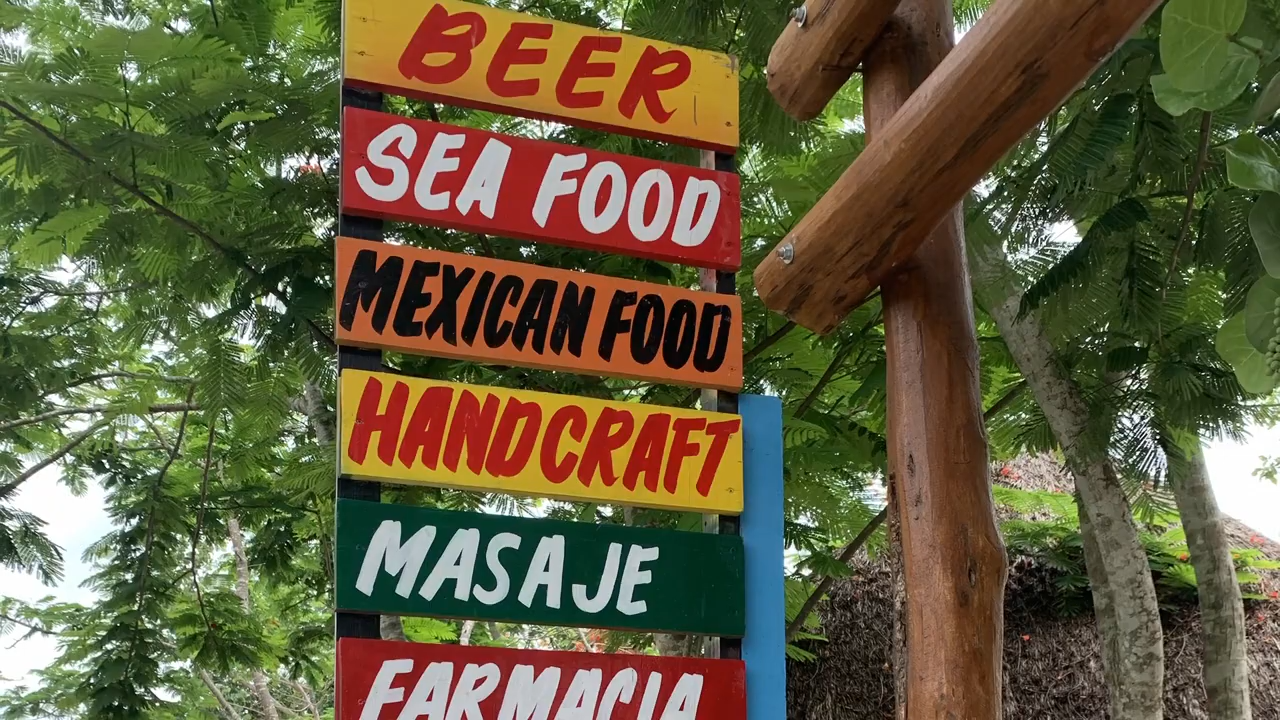 BEER
SEA FOOD
MEXICAN FOOD
HANDCRAFT
MASAJE
FARMACIA